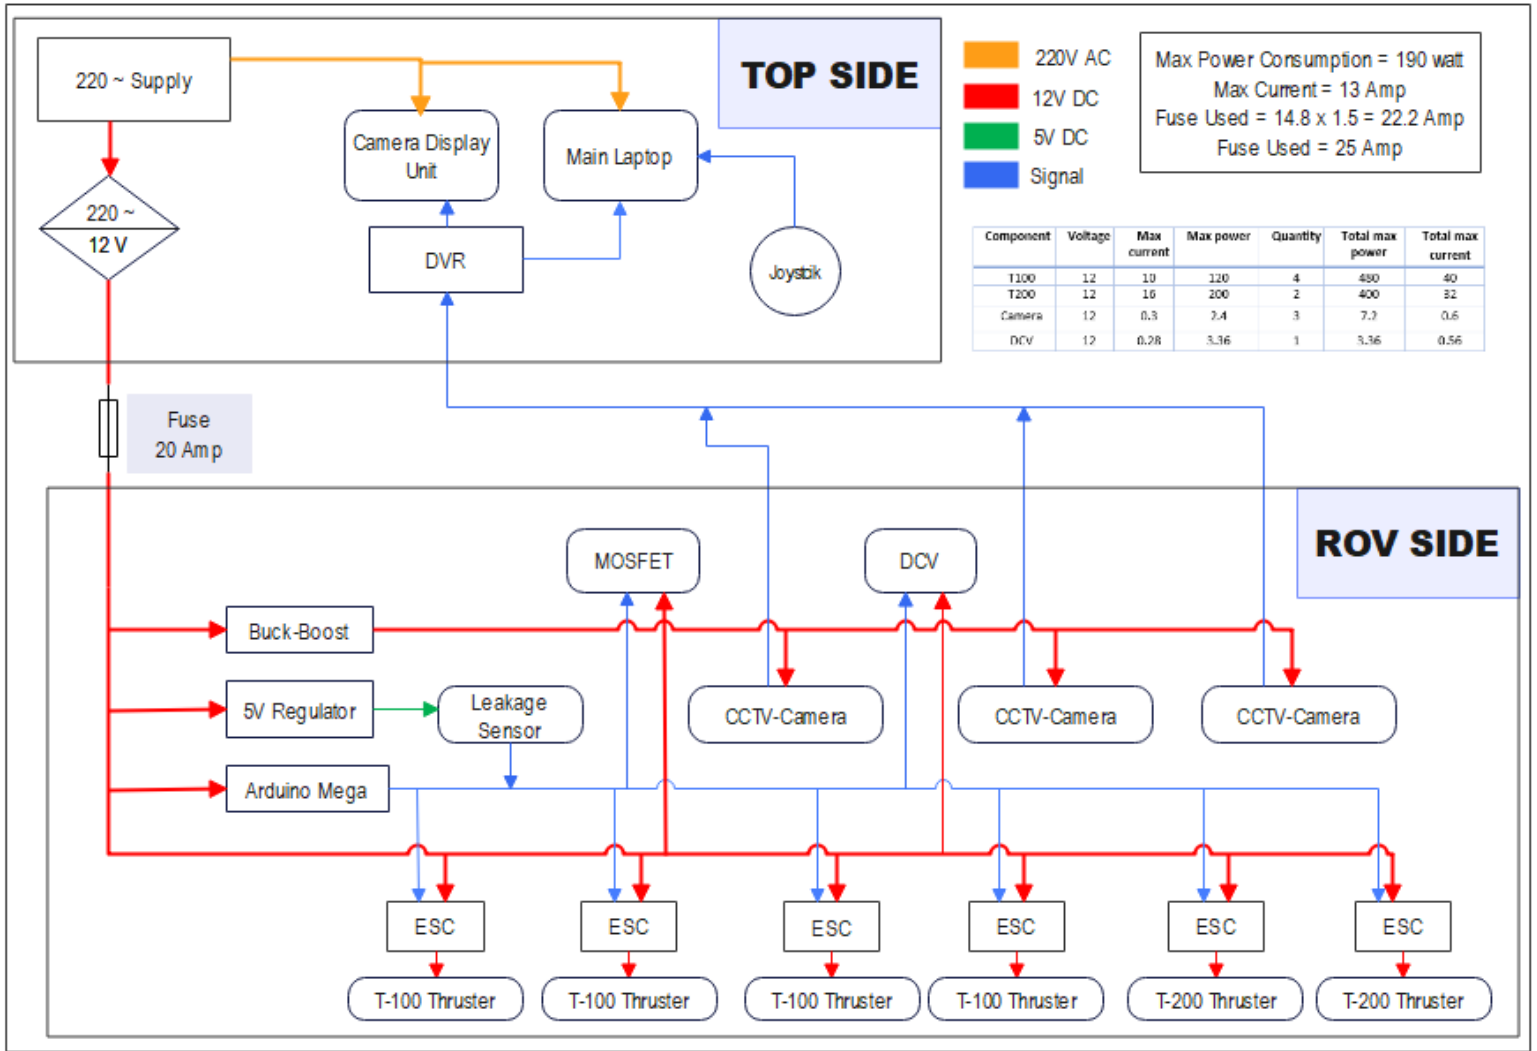 220 ~ Supply
TOP SIDE
Camera Display
Unit
Main Laptop
220 ~
12 V
DVR
Joystcik
220V AC
12V DC
5V DC
Signal
Max Power Consumption = 190 watt
Max Current = 13 Amp
Fuse Used = 14.8 x 1.5 = 22.2 Amp
Fuse Used = 25 Amp
Component Voltage Max current Max power Quantity Total max power Total max current
T100 12 10 120 4 480 40
T200 12 16 200 2 400 32
Camera 12 0.3 2.4 3 7.2 0.6
DCV 12 0.28 3.36 1 3.36 0.56
Fuse
20 Amp
ROV SIDE
MOSFET
DCV
Buck-Boost
5V Regulator
Leakage
Sensor
CCTV-Camera
CCTV-Camera
CCTV-Camera
Arduino Mega
ESC
ESC
ESC
ESC
ESC
ESC
T-100 Thruster
T-100 Thruster
T-100 Thruster
T-100 Thruster
T-200 Thruster
T-200 Thruster